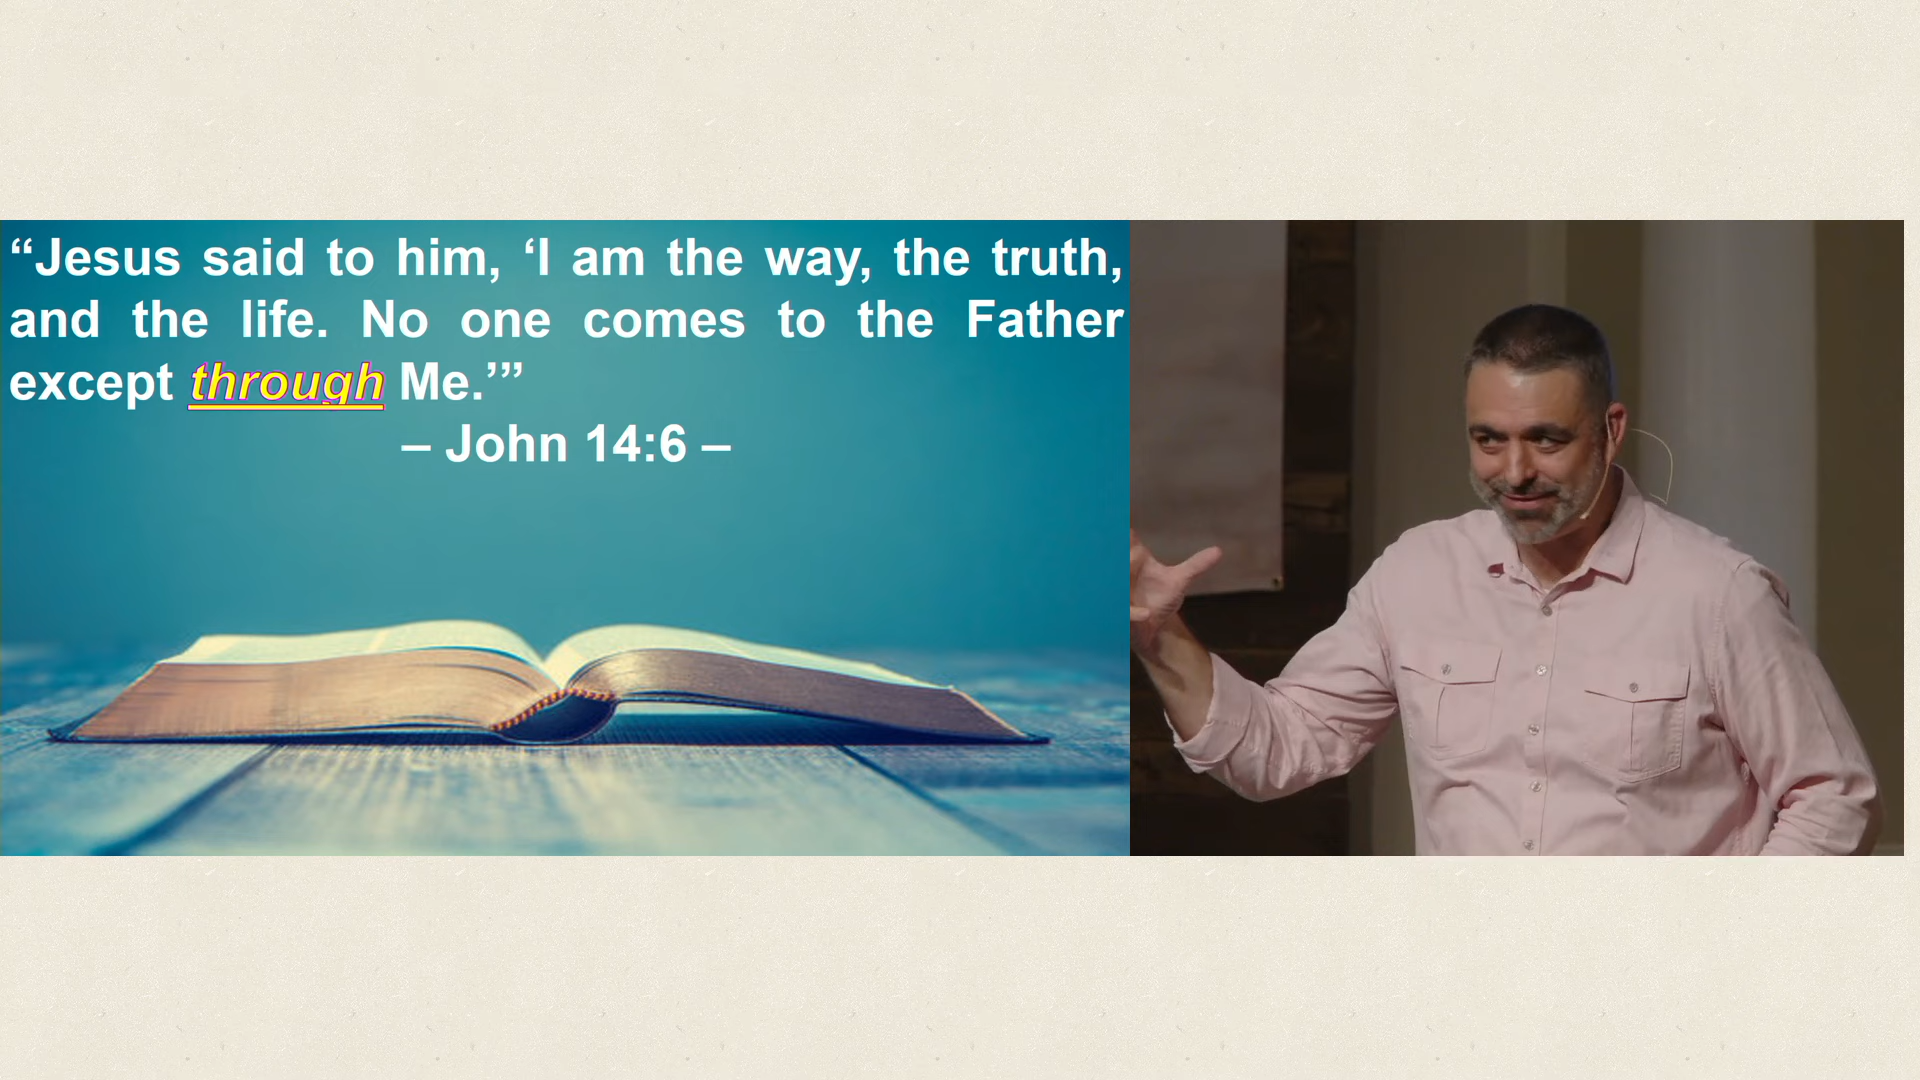 “Jesus said to him, ‘I am the way, the truth,
and the life. No one comes to the Father
except through Me.’”
– John 14:6 –